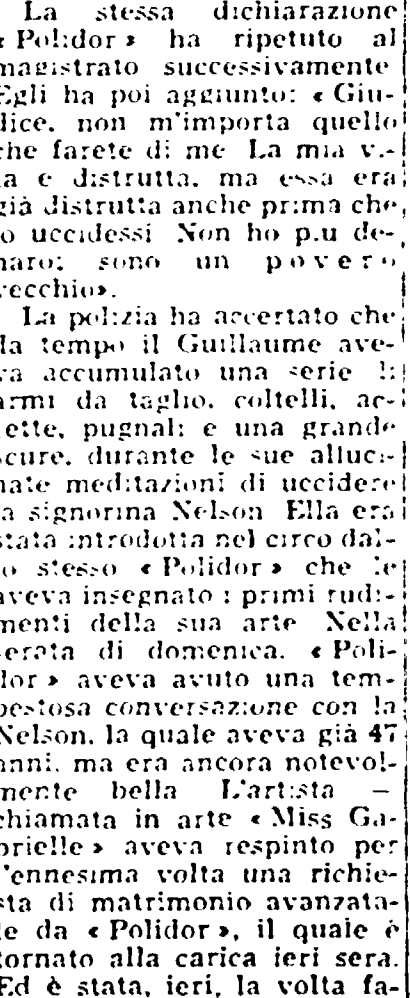 La stessa dichiarazione
« Polidor » ha ripetuto al
magistrato successivamente
Egli ha poi aggiunto: « Giu-
dice, non m'importa quello
che farete di me La mia vi-
ta è distrutta, ma essa era
già distrutta anche prima che
io uccidessi Non ho più de-
naro; sono un povero
vecchio».
La polizia ha accertato che
da tempo il Guillaume ave-
va accumulato una serie di
armi da taglio, coltelli, ac-
cette, pugnali e una grande
scure, durante le sue alluci-
nate meditazioni di uccidere
la signorina Nelson Ella era
stata introdotta nel circo dal-
lo stesso « Polidor » che le
aveva insegnato i primi rudi-
menti della sua arte Nella
serata di domenica, « Poli-
dor » aveva avuto una tem-
pestosa conversazione con la
Nelson, la quale aveva già 47
anni, ma era ancora notevol-
mente bella L'artista —
chiamata in arte « Miss Ga-
brielle » aveva respinto per
l'ennesima volta una richie-
sta di matrimonio avanzata-
le da « Polidor », il quale è
tornato alla carica ieri sera.
Ed è stata, ieri, la volta fa-